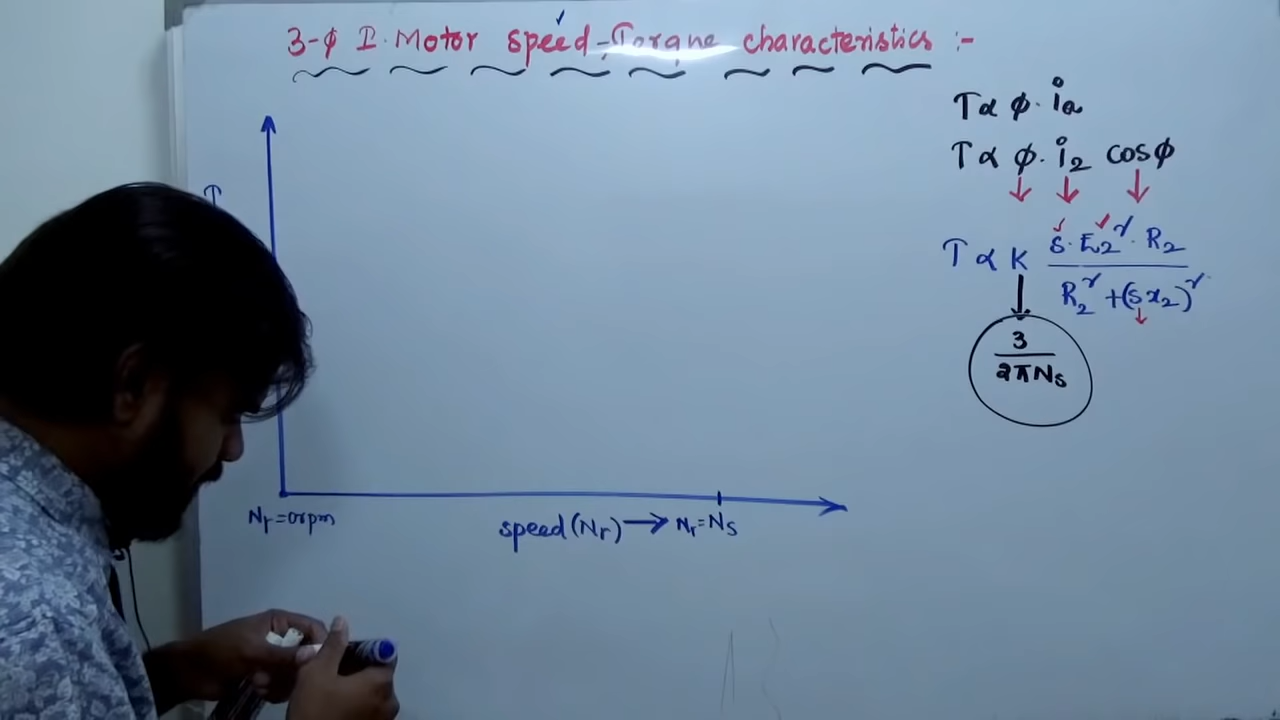 3-ϕ I. Motor speed-Torque characteristics :-
T∝ ϕ. ia
T∝ ϕ. i2 cosϕ
T ∝ K S. E2². R2 / R2² + (Sx2)²
3 / 2πNs
T
Nr=0rpm
speed(Nr) → Nr=Ns